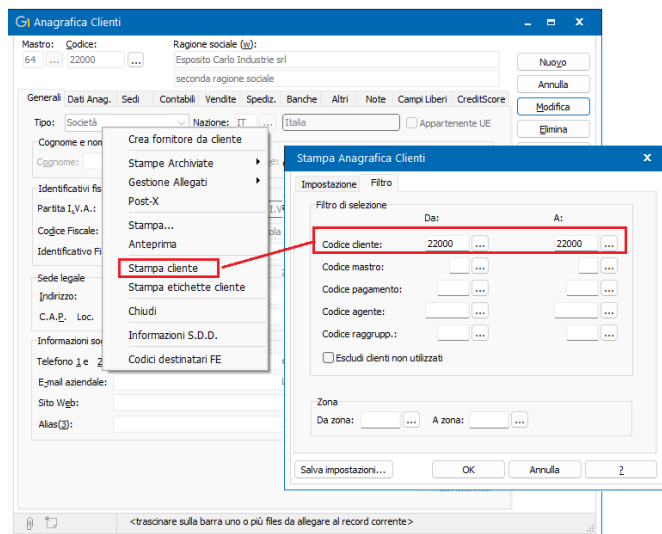 G1 Anagrafica Clienti
Mastro: Codice: Ragione sociale (w):
64 ... 22000 ... Esposito Carlo Industrie srl
seconda ragione sociale
Nuovo
Annulla
Modifica
Elimina
Generali Dati Anag. Sedi Contabili Vendite Spediz. Banche Altri Note Campi Liberi CreditScore
Tipo: Società Nazione: IT ... Italia Appartenente UE
Cognome e nom
Cognome:
Identificativi fis
Partita I.V.A.: I.V
Codice Fiscale:
Identificativo Fi
Sede legale
Indirizzo:
C.A.P. Loc.
Informazioni so
Telefono 1 e 2
E-mail aziendale:
Sito Web:
Alias(3):
Crea fornitore da cliente
Stampe Archiviate
Gestione Allegati
Post-X
Stampa...
Anteprima
Stampa cliente
Stampa etichette cliente
Chiudi
Informazioni S.D.D.
Codici destinatari FE
Stampa Anagrafica Clienti
Impostazione Filtro
Filtro di selezione
Da: A:
Codice cliente: 22000 ... 22000 ...
Codice mastro: ... ...
Codice pagamento: ... ...
Codice agente: ... ...
Codice raggrupp.: ... ...
Escludi clienti non utilizzati
Zona
Da zona: ... A zona: ...
Salva impostazioni... OK Annulla ?
<trascinare sulla barra uno o più files da allegare al record corrente>